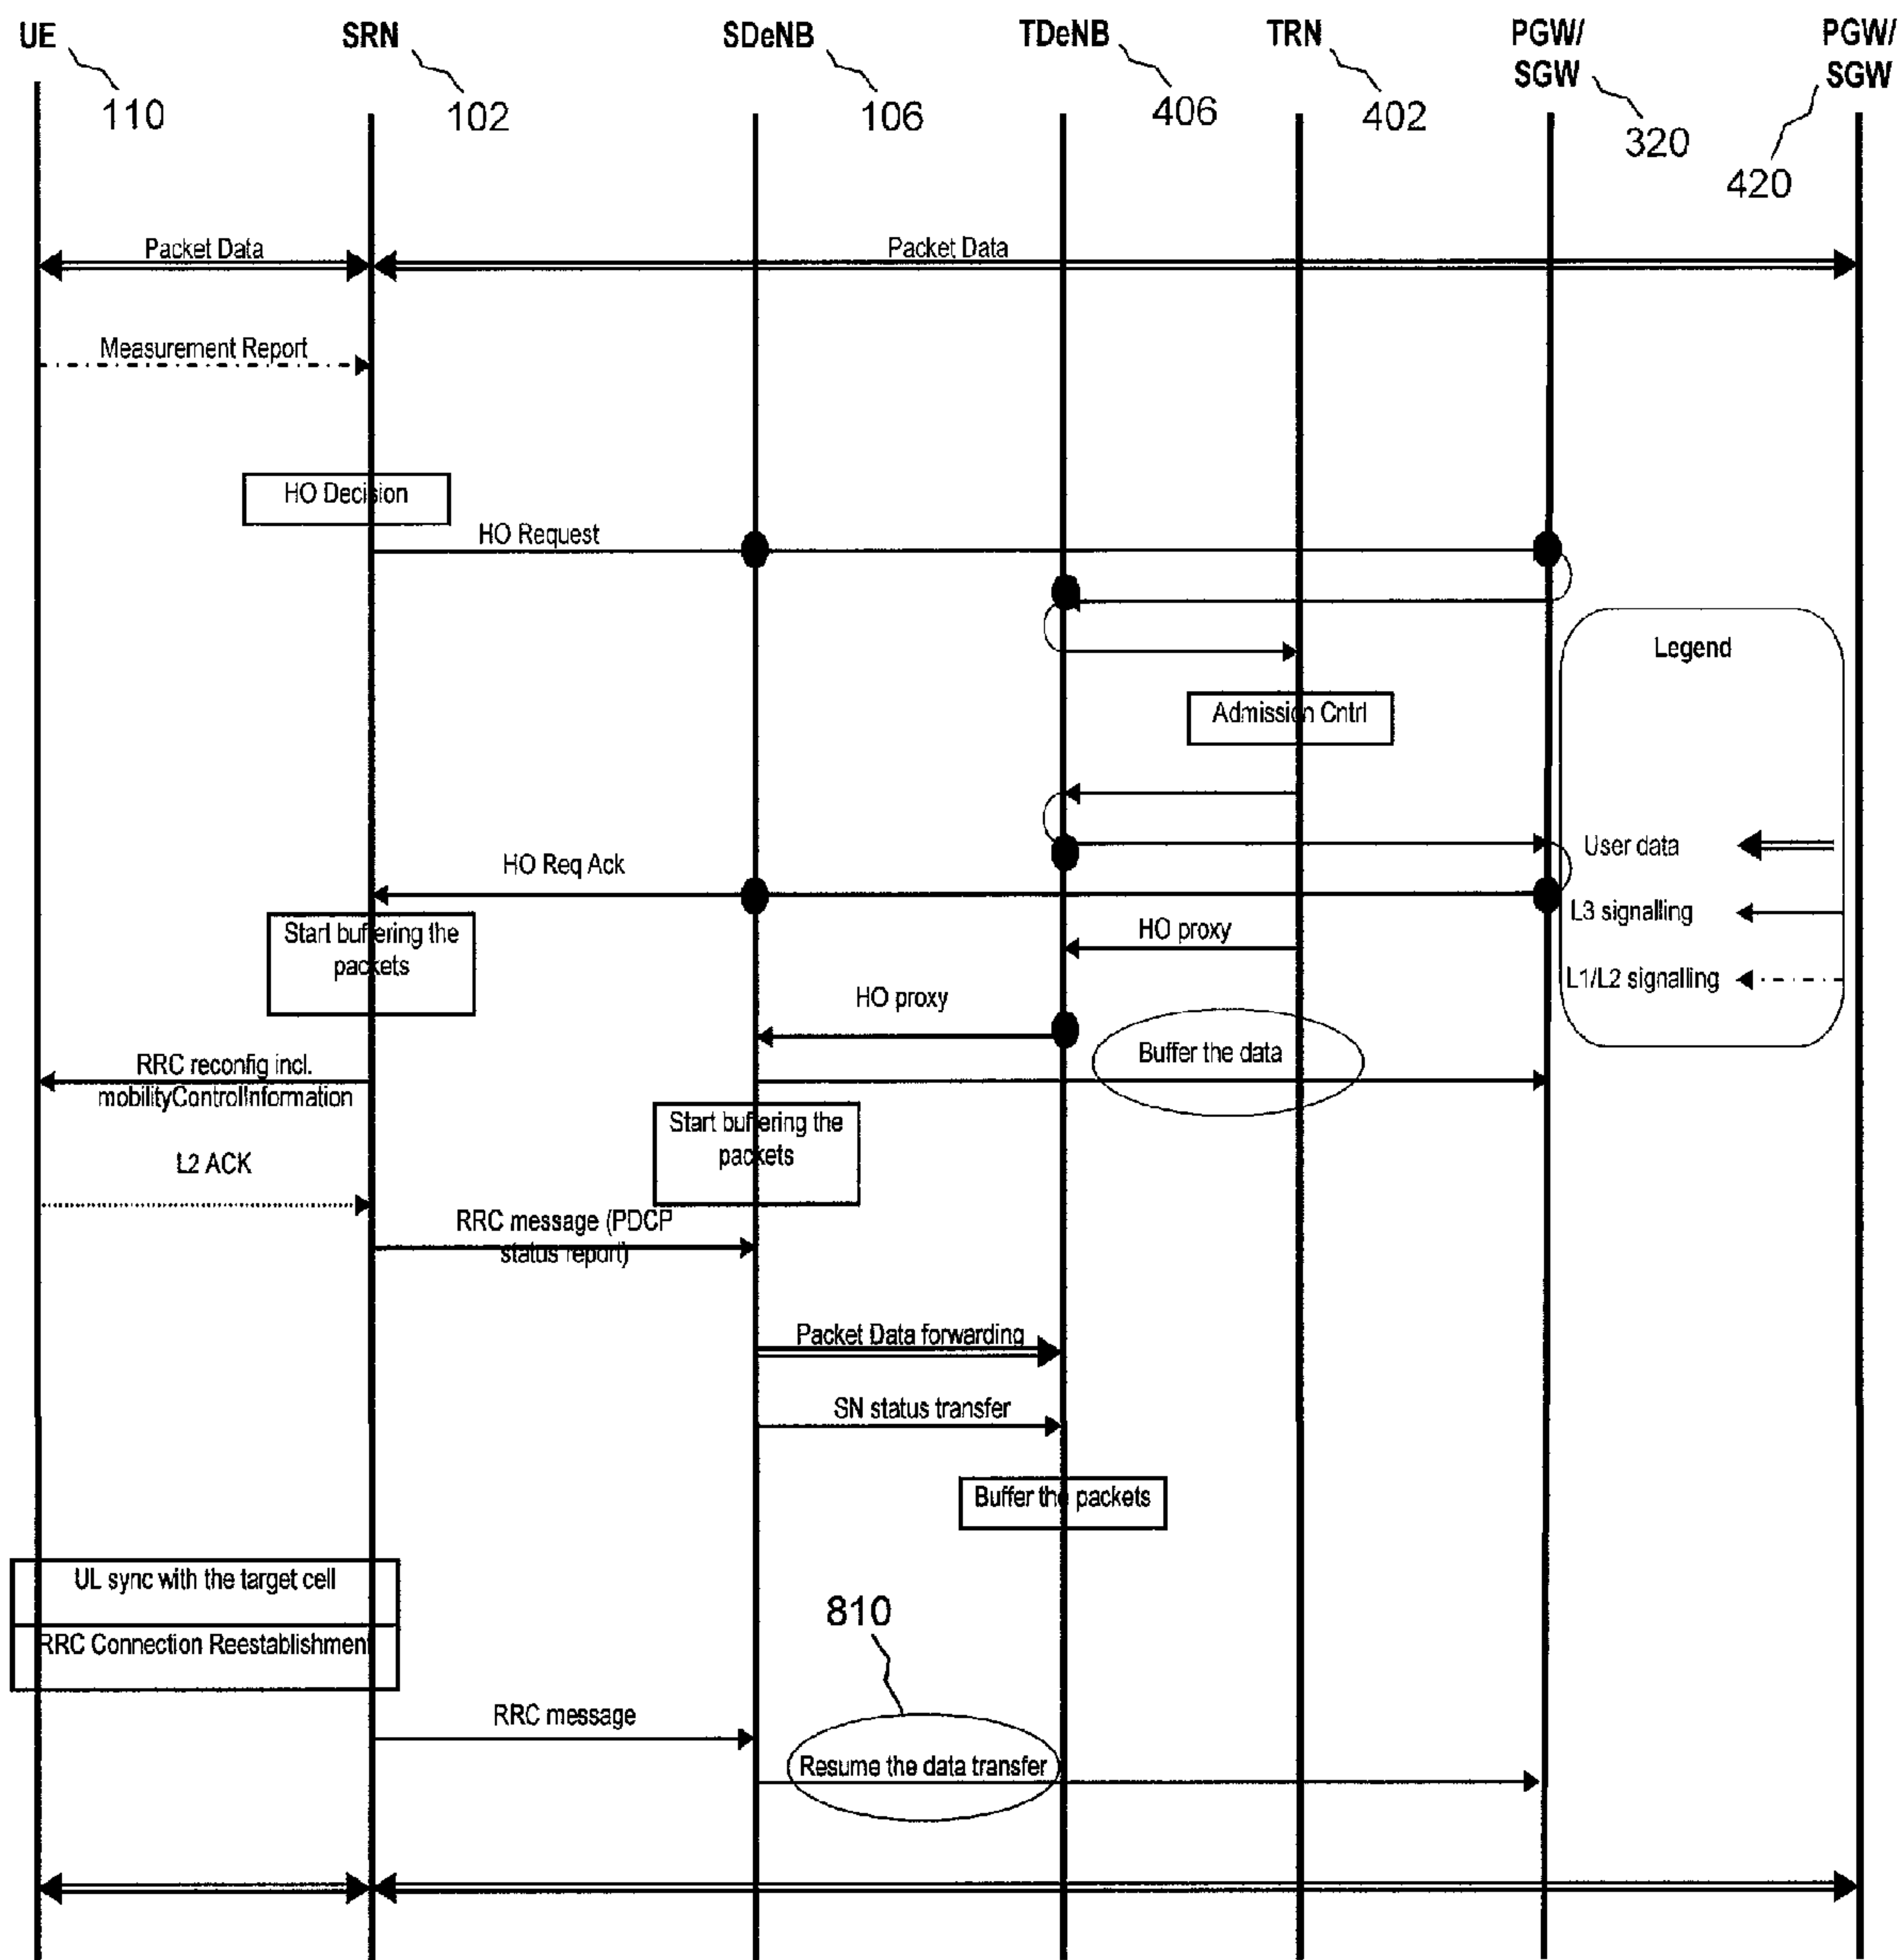 UE
SRN
SDeNB
TDeNB
TRN
PGW/
SGW
PGW/
SGW
110
102
106
406
402
320
420
Packet Data
Packet Data
Measurement Report
HO Decision
HO Request
Legend
Admission Cntrl
User data
HO Req Ack
L3 signalling
Start buffering the
packets
HO proxy
L1/L2 signalling
HO proxy
Buffer the data
RRC reconfig incl.
mobilityControlInformation
Start buffering the
packets
L2 ACK
RRC message (PDCP
status report)
Packet Data forwarding
SN status transfer
Buffer the packets
UL sync with the target cell
810
RRC Connection Reestablishment
RRC message
Resume the data transfer